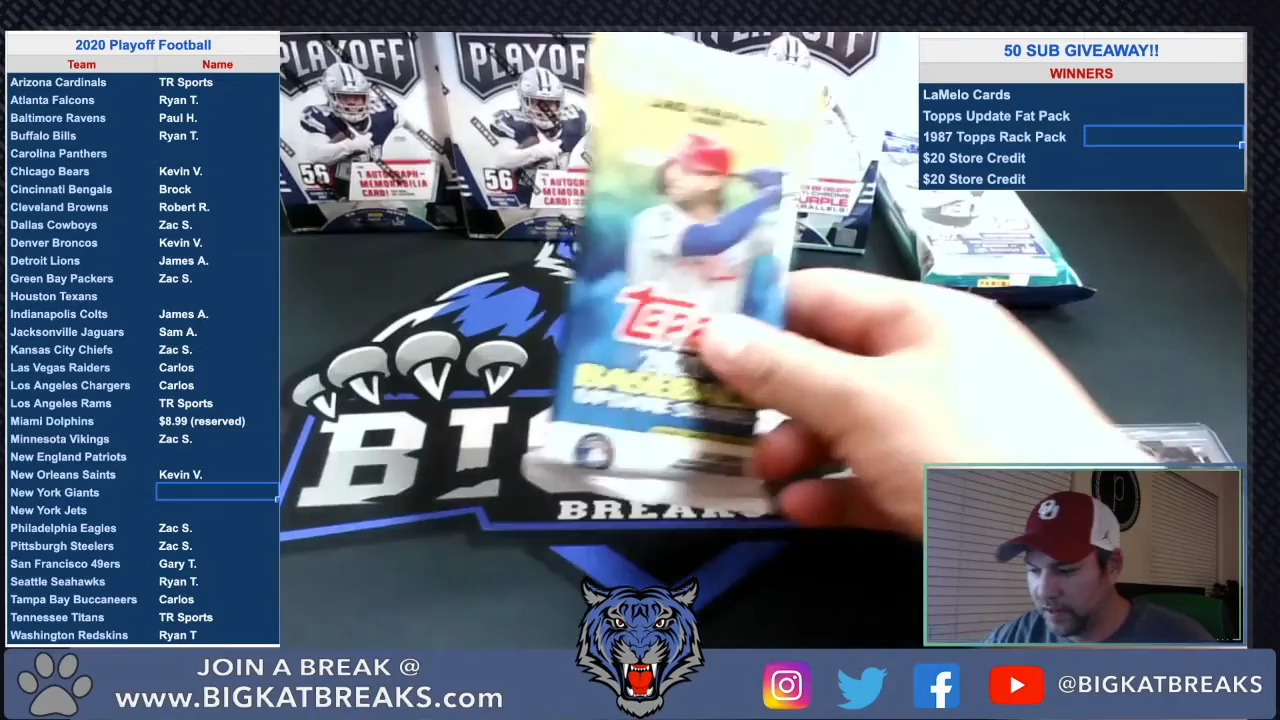 2020 Playoff Football
Team Name
Arizona Cardinals TR Sports
Atlanta Falcons Ryan T.
Baltimore Ravens Paul H.
Buffalo Bills Ryan T.
Carolina Panthers
Chicago Bears Kevin V.
Cincinnati Bengals Brock
Cleveland Browns Robert R.
Dallas Cowboys Zac S.
Denver Broncos Kevin V.
Detroit Lions James A.
Green Bay Packers Zac S.
Houston Texans
Indianapolis Colts James A.
Jacksonville Jaguars Sam A.
Kansas City Chiefs Zac S.
Las Vegas Raiders Carlos
Los Angeles Chargers Carlos
Los Angeles Rams TR Sports
Miami Dolphins $8.99 (reserved)
Minnesota Vikings Zac S.
New England Patriots
New Orleans Saints Kevin V.
New York Giants
New York Jets
Philadelphia Eagles Zac S.
Pittsburgh Steelers Zac S.
San Francisco 49ers Gary T.
Seattle Seahawks Ryan T.
Tampa Bay Buccaneers Carlos
Tennessee Titans TR Sports
Washington Redskins Ryan T
PLAYOFF
PLAYOFF
56
1 AUTOGRAPH
MEMORABILIA
CARD!
56
50 SUB GIVEAWAY!!
WINNERS
LaMelo Cards
Topps Update Fat Pack
1987 Topps Rack Pack
$20 Store Credit
$20 Store Credit
PANINI
Topps
OU
BREAKS
JOIN A BREAK @
www.BIGKATBREAKS.com
@BIGKATBREAKS